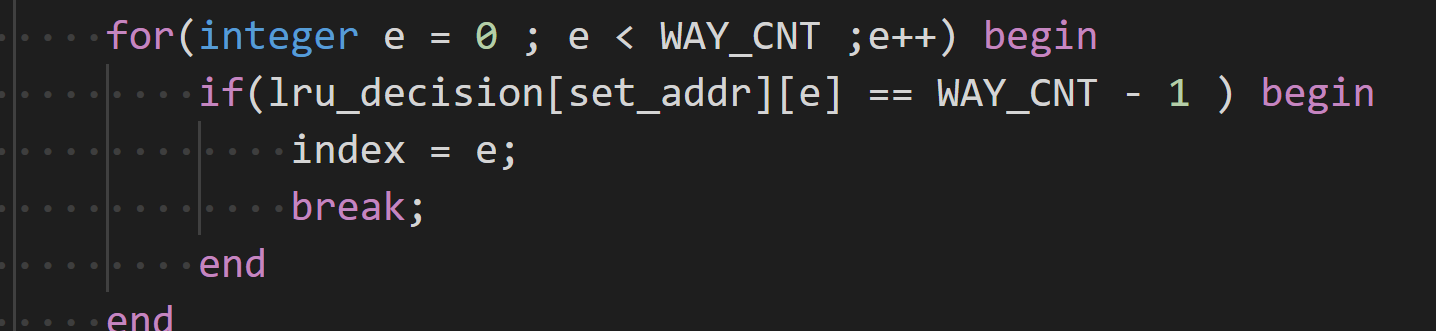 for(integer e = 0 ; e < WAY_CNT ;e++) begin
if(lru_decision[set_addr][e] == WAY_CNT - 1 ) begin
index = e;
break;
end
end